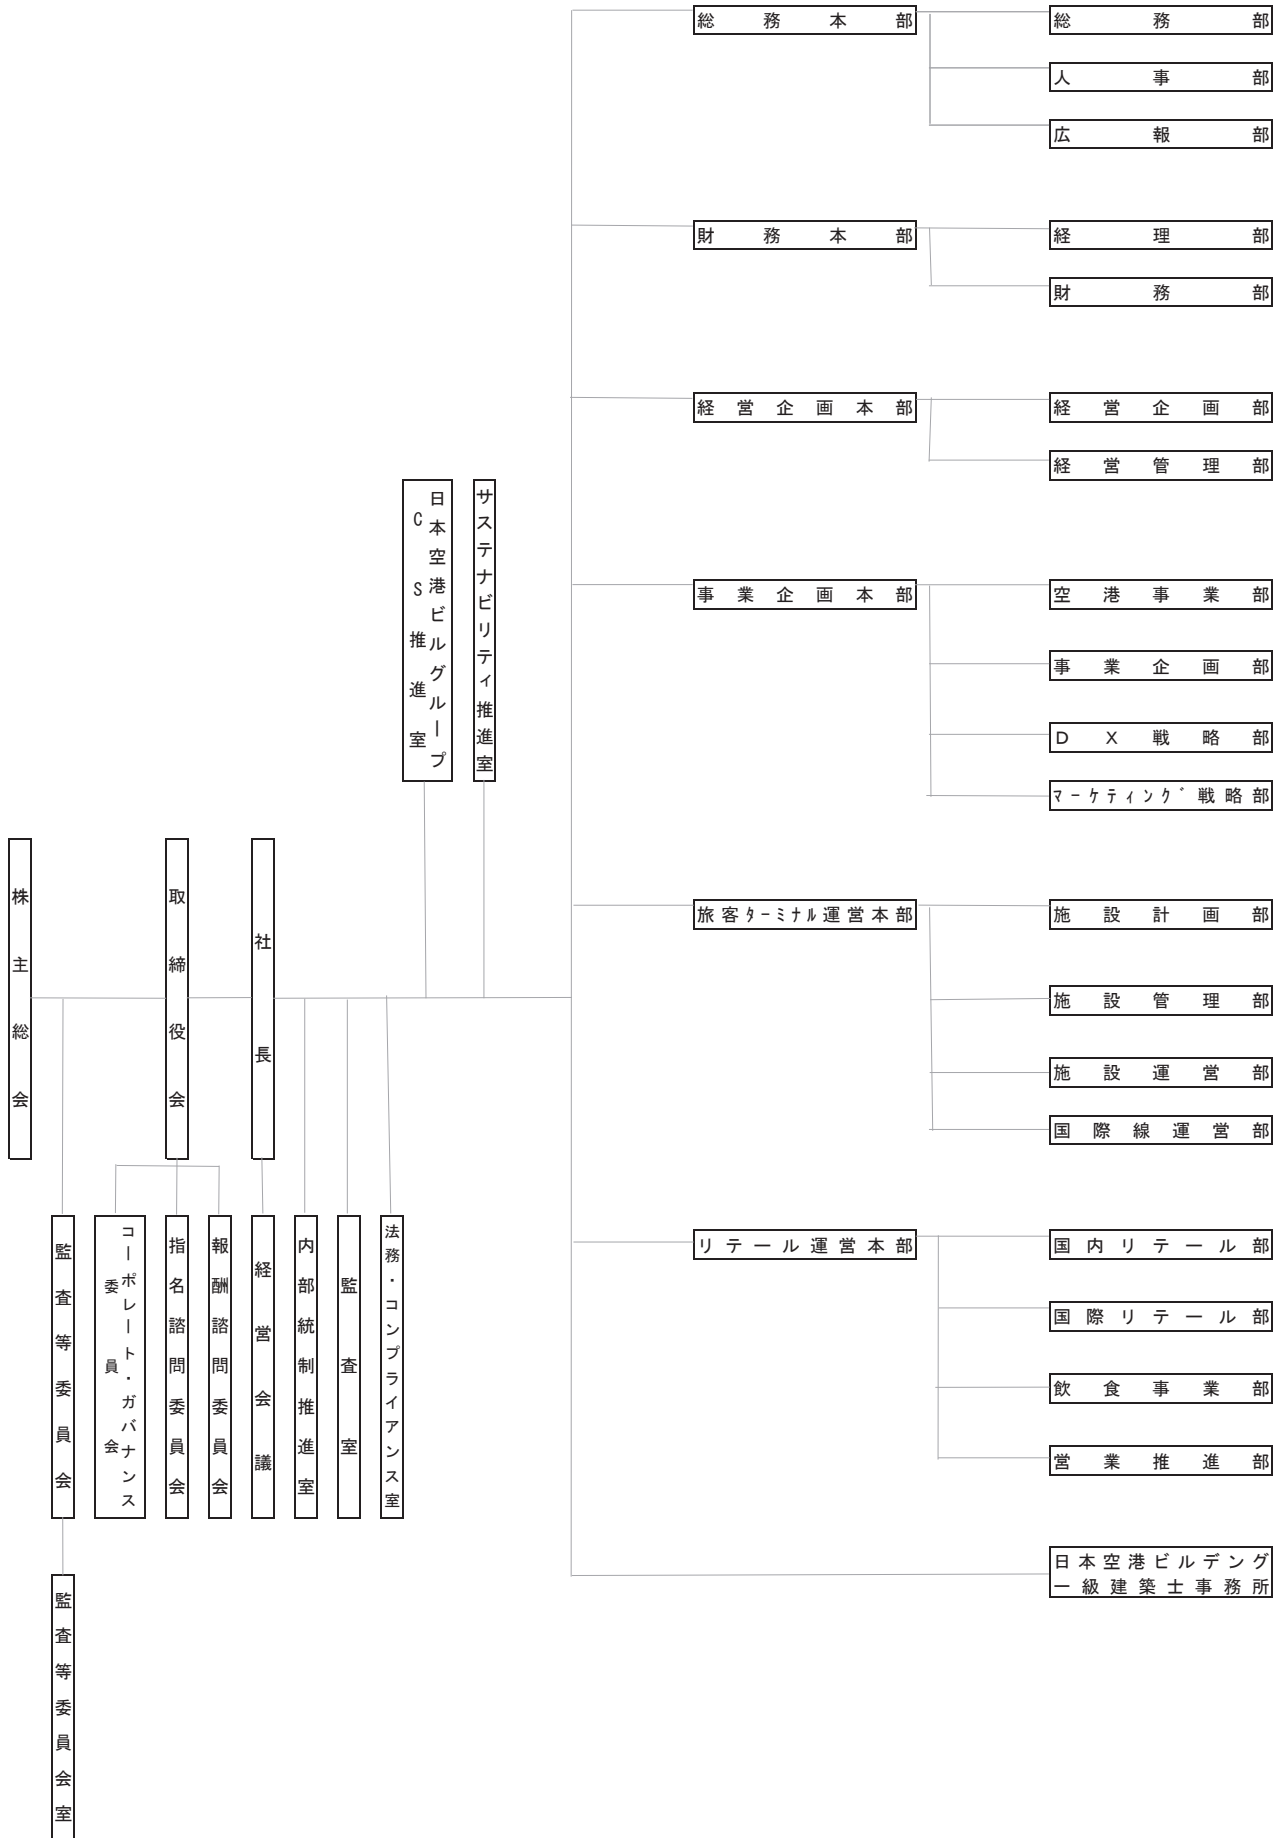 総務本部
総務部
人事部
広報部
財務本部
経理部
財務部
経営企画本部
経営企画部
経営管理部
日本空港ビルグループ
CS推進室
サステナビリティ推進室
事業企画本部
空港事業部
事業企画部
ＤＸ戦略部
ﾏｰｹﾃｨﾝｸﾞ戦略部
株主総会
取締役会
社長
旅客ﾀｰﾐﾅﾙ運営本部
施設計画部
施設管理部
施設運営部
国際線運営部
監査等委員会
コーポレート・ガバナンス
委員会
指名諮問委員会
報酬諮問委員会
経営会議
内部統制推進室
監査室
法務・コンプライアンス室
リテール運営本部
国内リテール部
国際リテール部
飲食事業部
営業推進部
日本空港ビルデング
一級建築士事務所
監査等委員会室